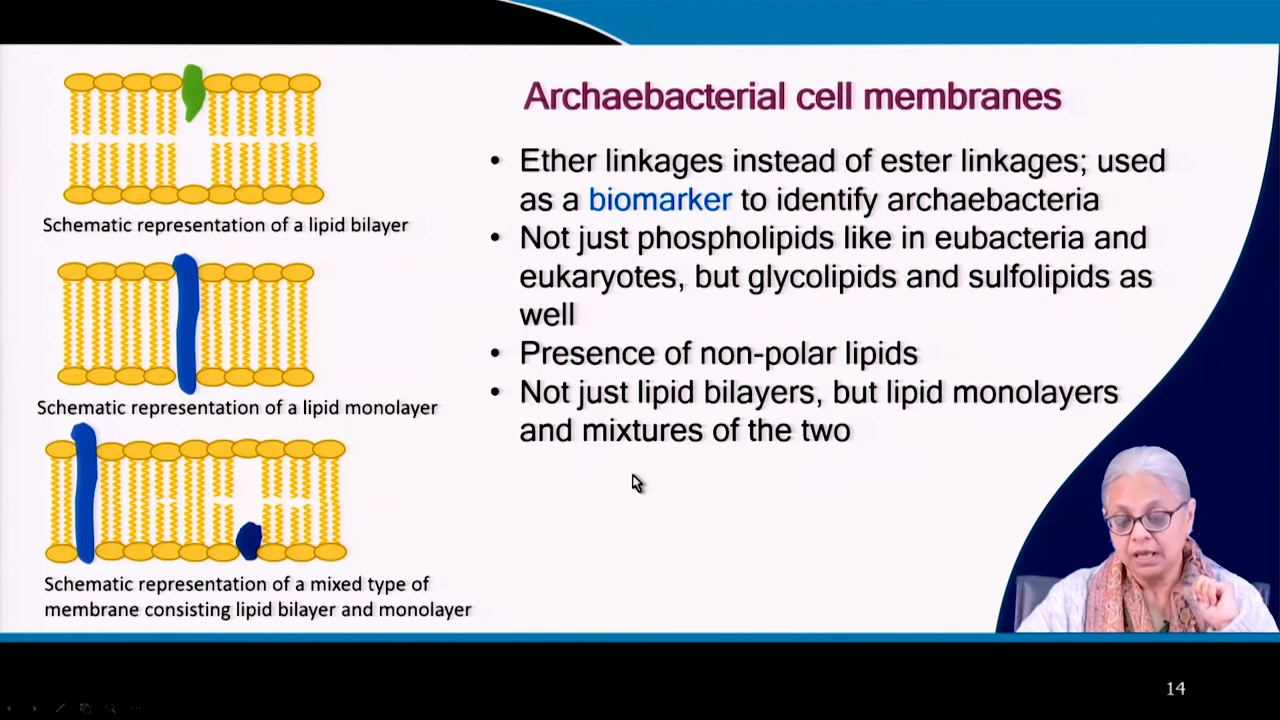 Archaebacterial cell membranes
• Ether linkages instead of ester linkages; used
as a biomarker to identify archaebacteria
• Not just phospholipids like in eubacteria and
eukaryotes, but glycolipids and sulfolipids as
well
• Presence of non-polar lipids
• Not just lipid bilayers, but lipid monolayers
and mixtures of the two
Schematic representation of a lipid bilayer
Schematic representation of a lipid monolayer
Schematic representation of a mixed type of
membrane consisting lipid bilayer and monolayer
14